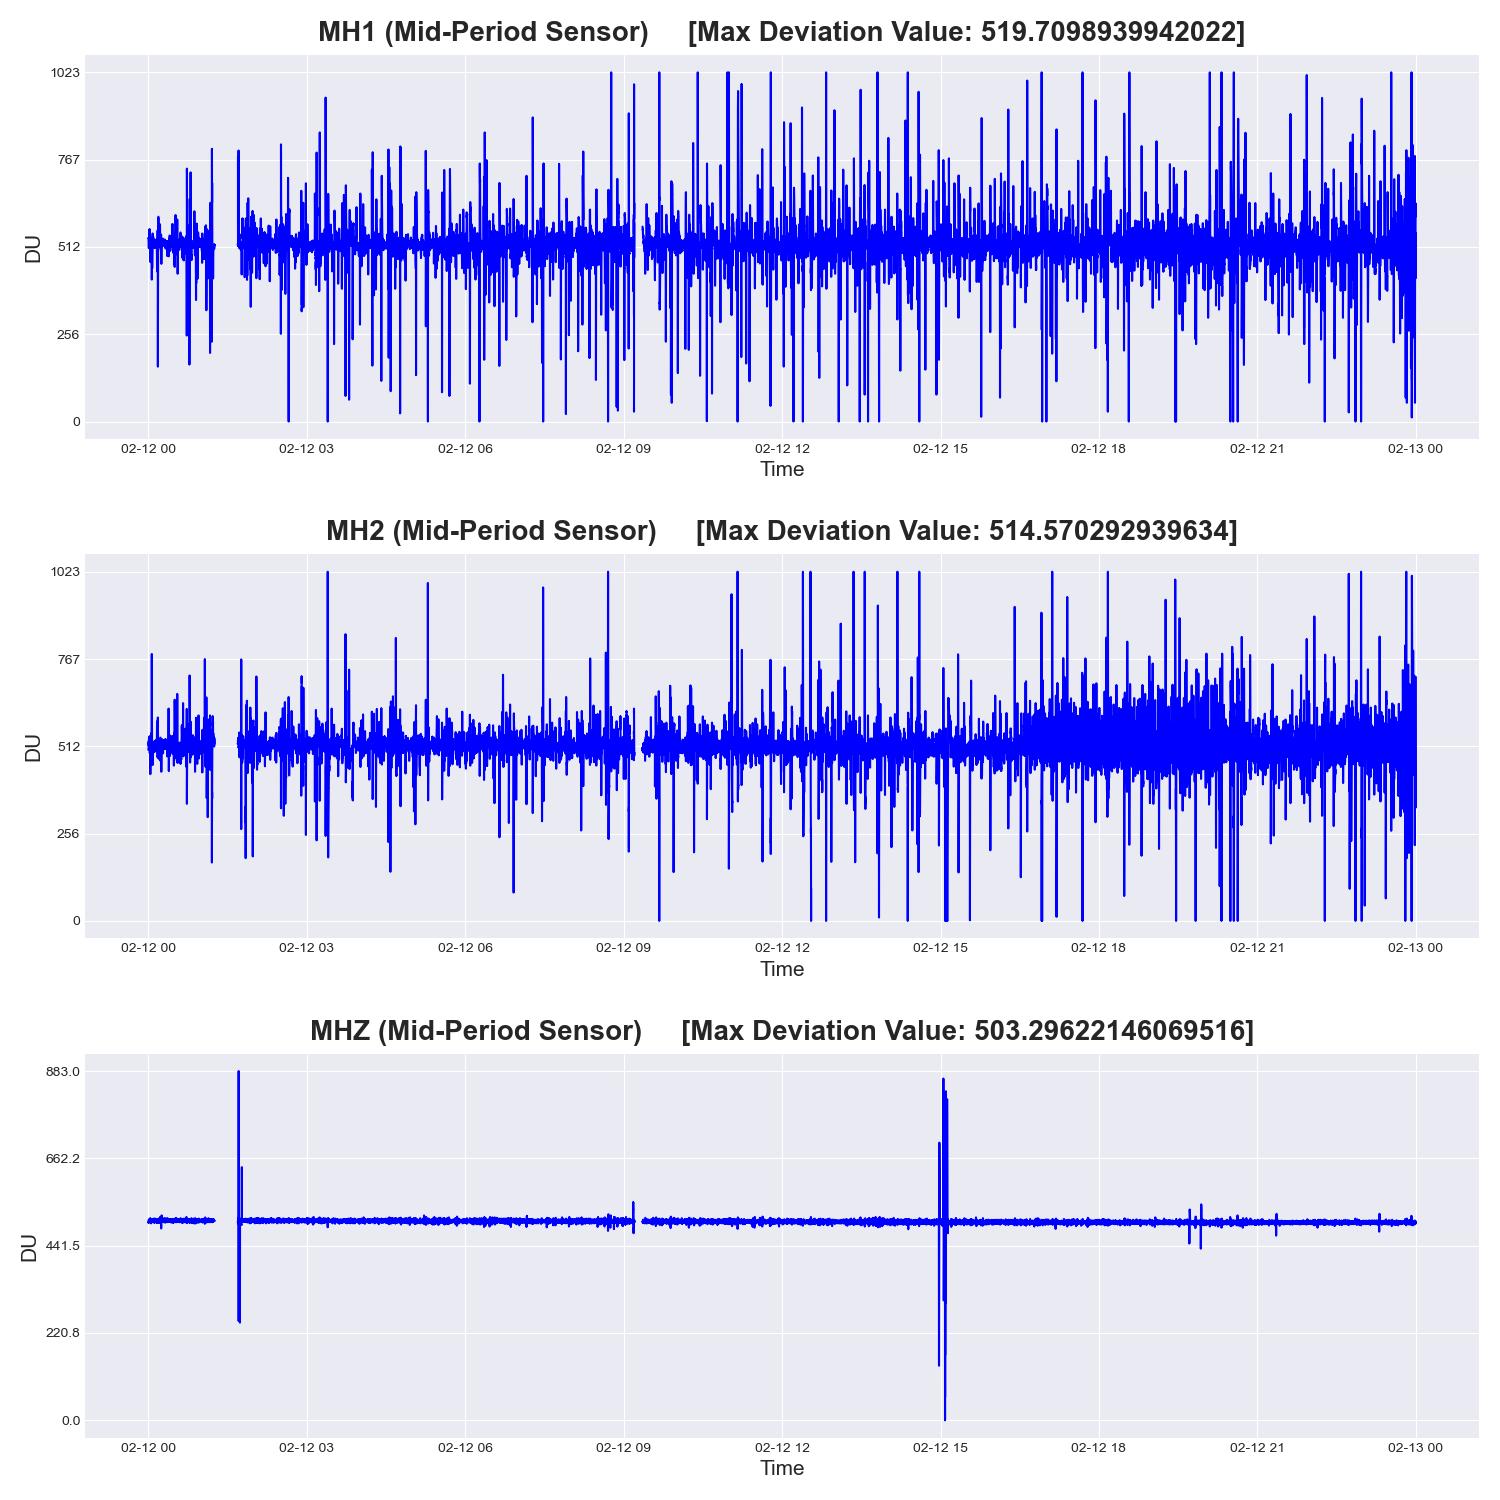 MH1 (Mid-Period Sensor) [Max Deviation Value: 519.7098939942022]
1023
767
512
256
0
DU
02-12 00 02-12 03 02-12 06 02-12 09 02-12 12 02-12 15 02-12 18 02-12 21 02-13 00
Time
MH2 (Mid-Period Sensor) [Max Deviation Value: 514.570292939634]
1023
767
512
256
0
DU
02-12 00 02-12 03 02-12 06 02-12 09 02-12 12 02-12 15 02-12 18 02-12 21 02-13 00
Time
MHZ (Mid-Period Sensor) [Max Deviation Value: 503.29622146069516]
883.0
662.2
441.5
220.8
0.0
DU
02-12 00 02-12 03 02-12 06 02-12 09 02-12 12 02-12 15 02-12 18 02-12 21 02-13 00
Time